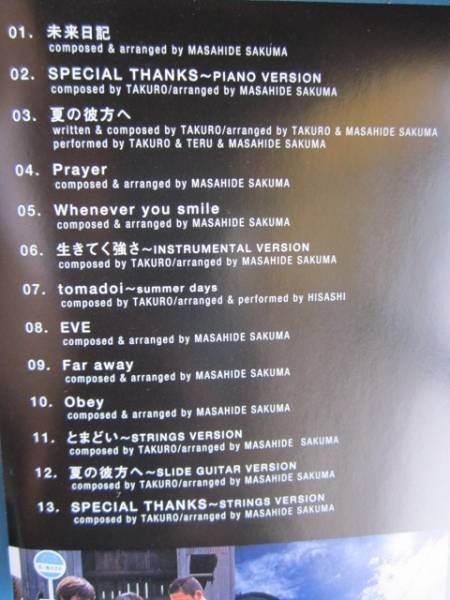 01. 未来日記
composed & arranged by MASAHIDE SAKUMA
02. SPECIAL THANKS~PIANO VERSION
composed by TAKURO/arranged by MASAHIDE SAKUMA
03. 夏の彼方へ
written & composed by TAKURO/arranged by TAKURO & MASAHIDE SAKUMA
performed by TAKURO & TERU & MASAHIDE SAKUMA
04. Prayer
composed & arranged by MASAHIDE SAKUMA
05. Whenever you smile
composed & arranged by MASAHIDE SAKUMA
06. 生きてく強さ~INSTRUMENTAL VERSION
composed by TAKURO/arranged by MASAHIDE SAKUMA
07. tomadoi~summer days
composed by TAKURO/arranged & performed by HISASHI
08. EVE
composed & arranged by MASAHIDE SAKUMA
09. Far away
composed & arranged by MASAHIDE SAKUMA
10. Obey
composed & arranged by MASAHIDE SAKUMA
11. とまどい~STRINGS VERSION
composed by TAKURO/arranged by MASAHIDE SAKUMA
12. 夏の彼方へ~SLIDE GUITAR VERSION
composed by TAKURO/arranged by MASAHIDE SAKUMA
13. SPECIAL THANKS~STRINGS VERSION
composed by TAKURO/arranged by MASAHIDE SAKUMA